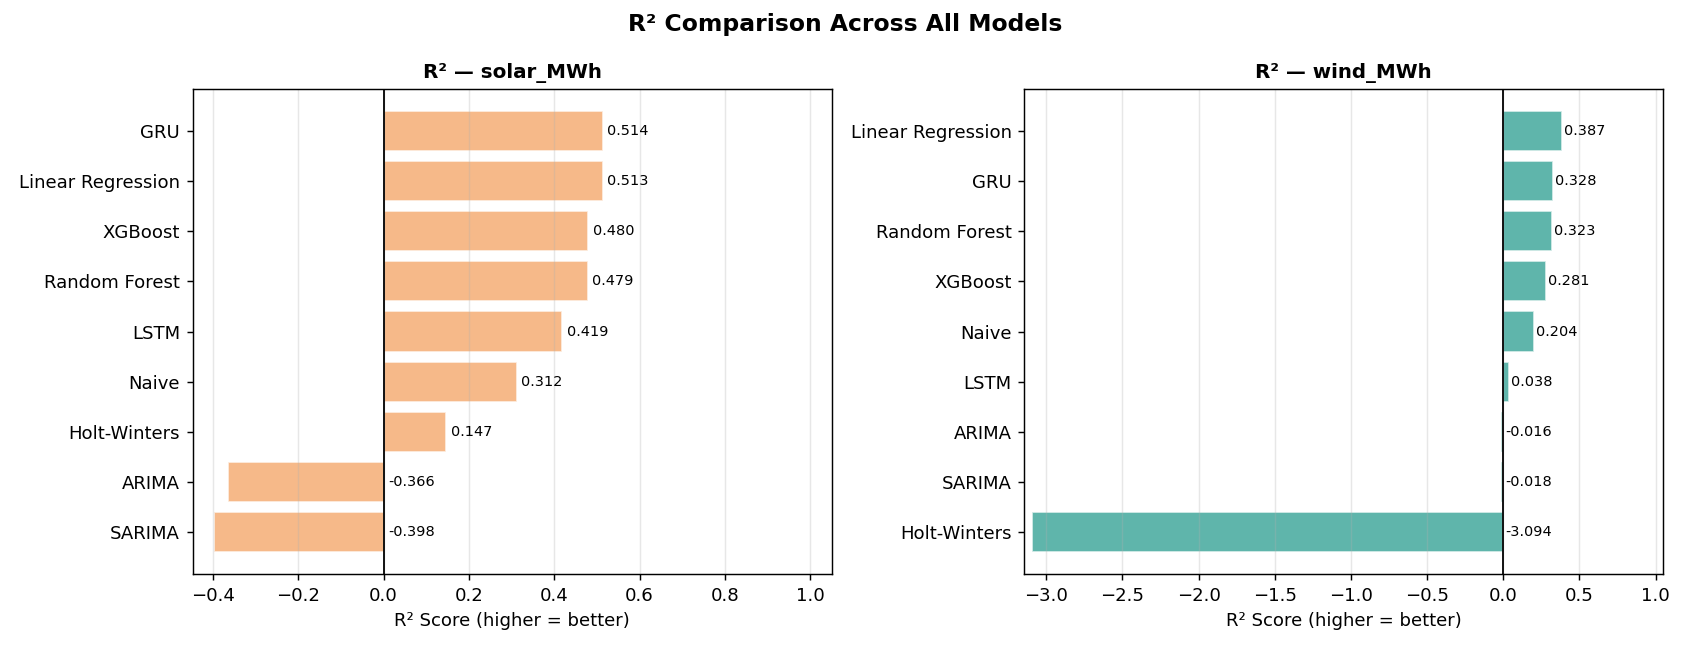 R² Comparison Across All Models
R² — solar_MWh
GRU
0.514
Linear Regression
0.513
XGBoost
0.480
Random Forest
0.479
LSTM
0.419
Naive
0.312
Holt-Winters
0.147
ARIMA
-0.366
SARIMA
-0.398
−0.4 −0.2 0.0 0.2 0.4 0.6 0.8 1.0
R² Score (higher = better)
R² — wind_MWh
Linear Regression
0.387
GRU
0.328
Random Forest
0.323
XGBoost
0.281
Naive
0.204
LSTM
0.038
ARIMA
-0.016
SARIMA
-0.018
Holt-Winters
-3.094
−3.0 −2.5 −2.0 −1.5 −1.0 −0.5 0.0 0.5 1.0
R² Score (higher = better)